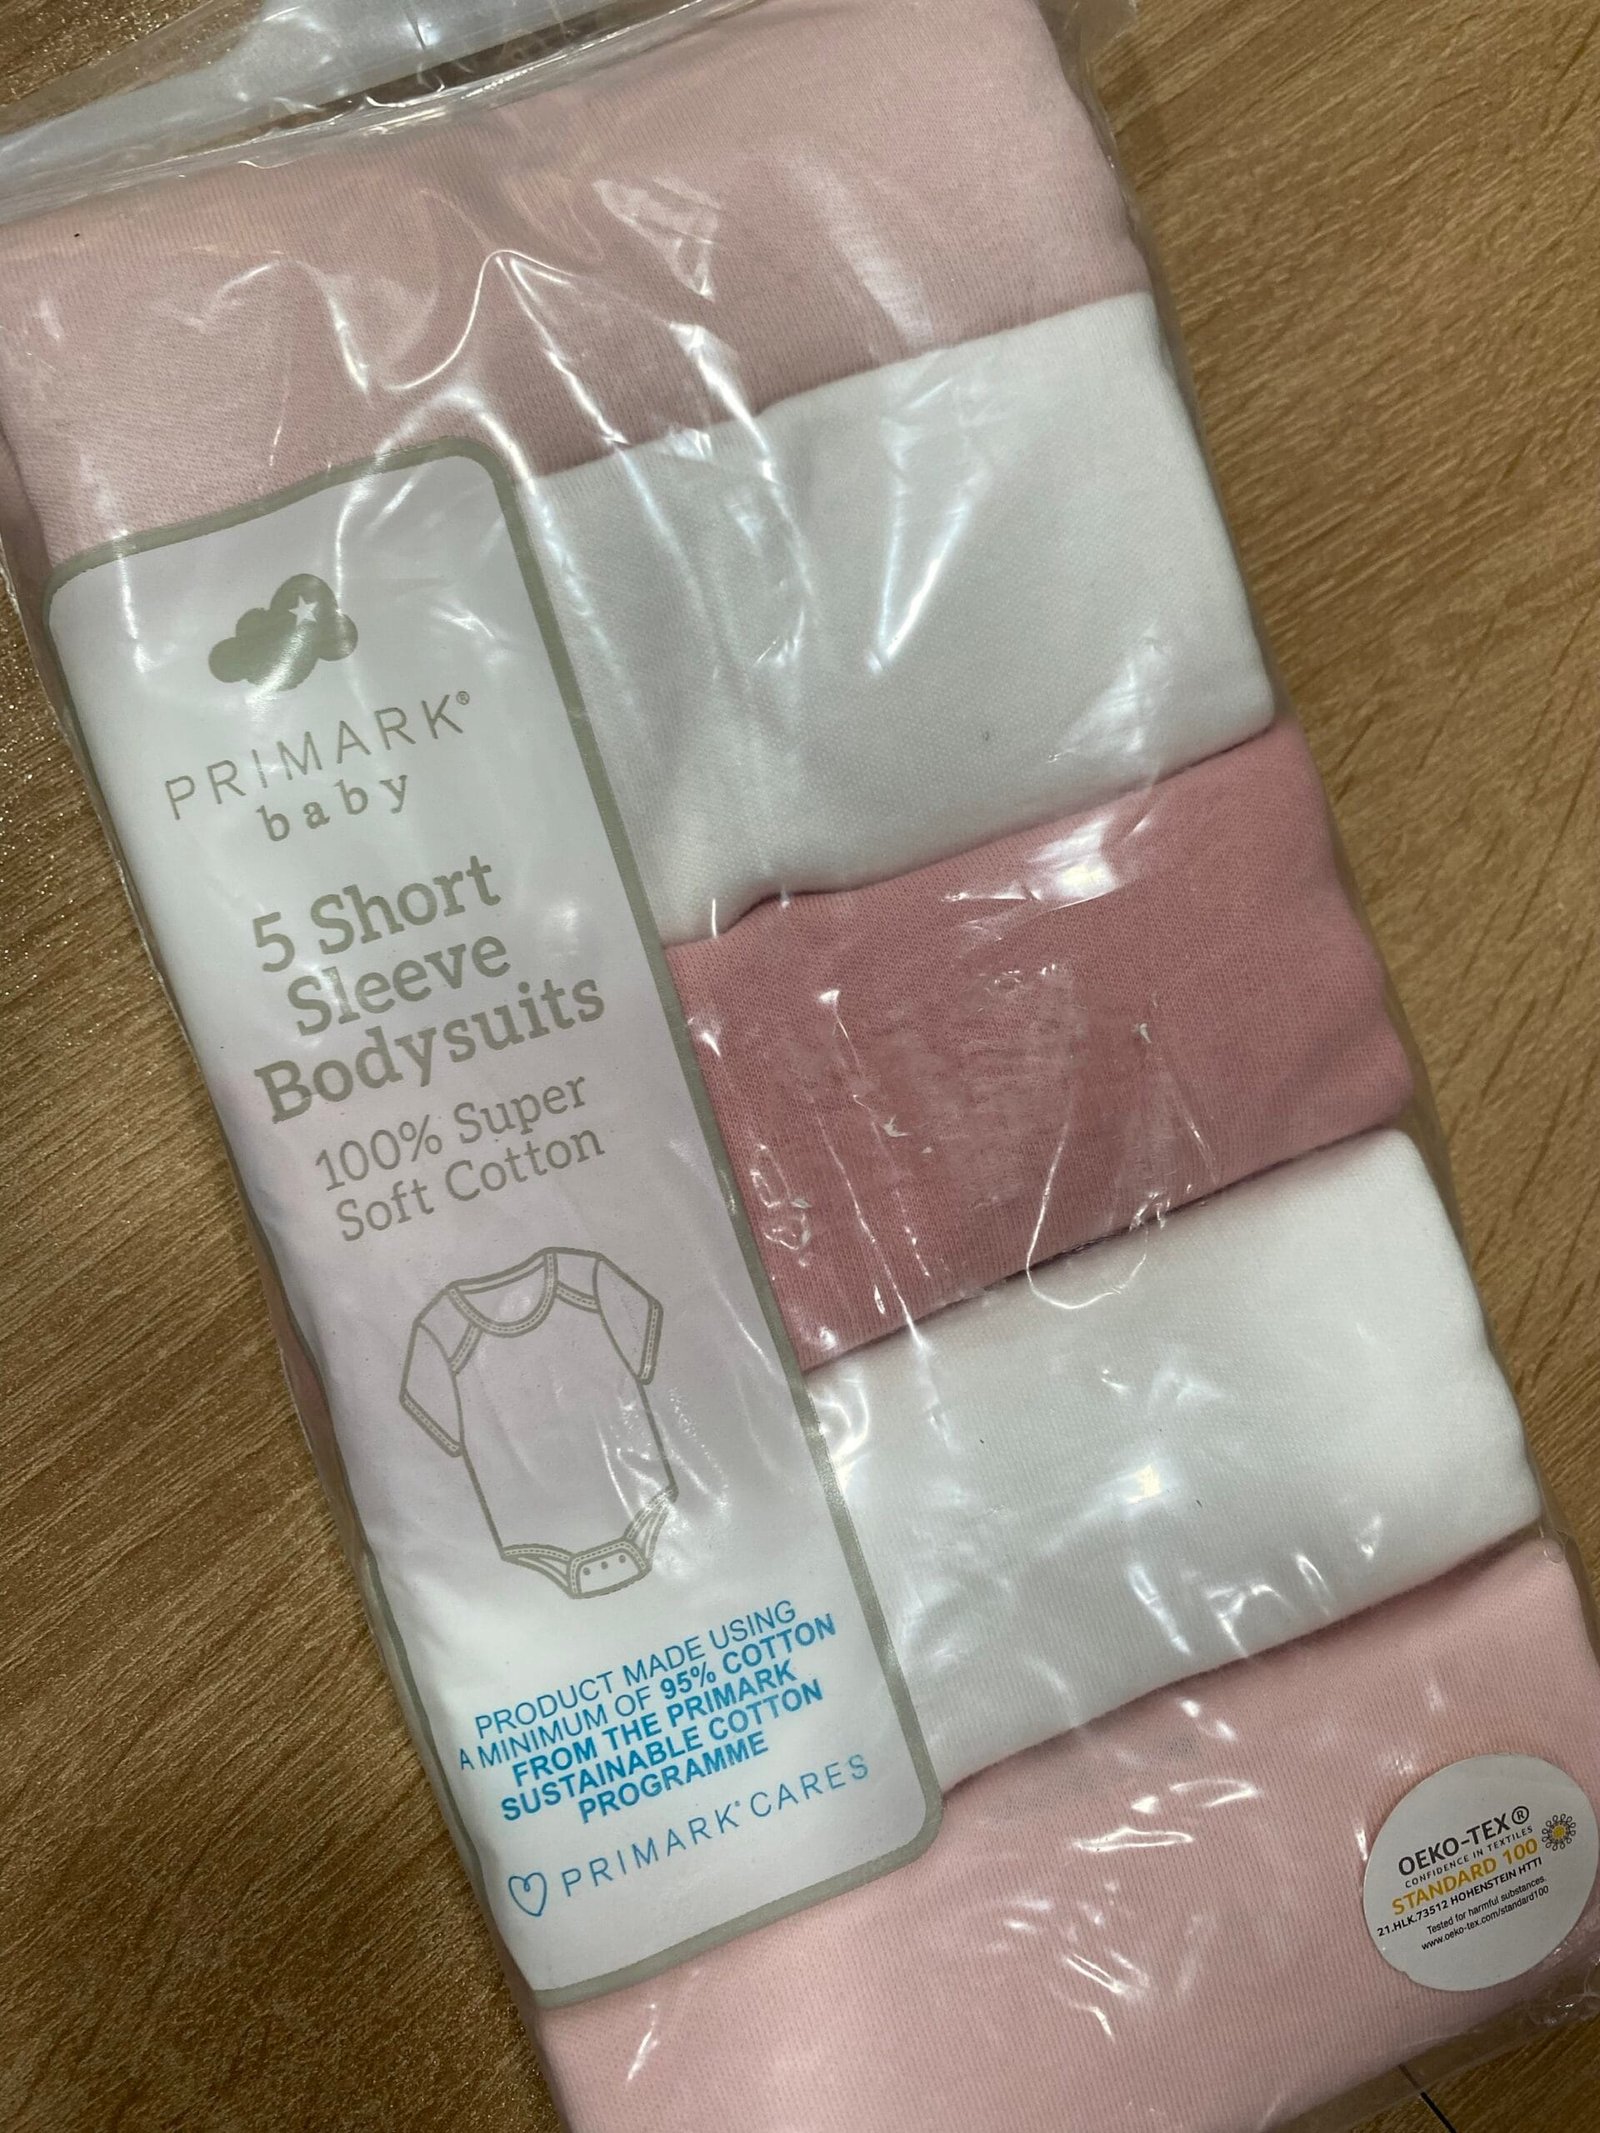 PRIMARK®
baby
5 Short
Sleeve
Bodysuits
100% Super
Soft Cotton
PRODUCT MADE USING
A MINIMUM OF 95% COTTON
FROM THE PRIMARK
SUSTAINABLE COTTON
PROGRAMME
PRIMARK® CARES
OEKO-TEX®
CONFIDENCE IN TEXTILES
STANDARD 100
21.HLK.73512 HOHENSTEIN HTTI
Tested for harmful substances.
www.oeko-tex.com/standard100